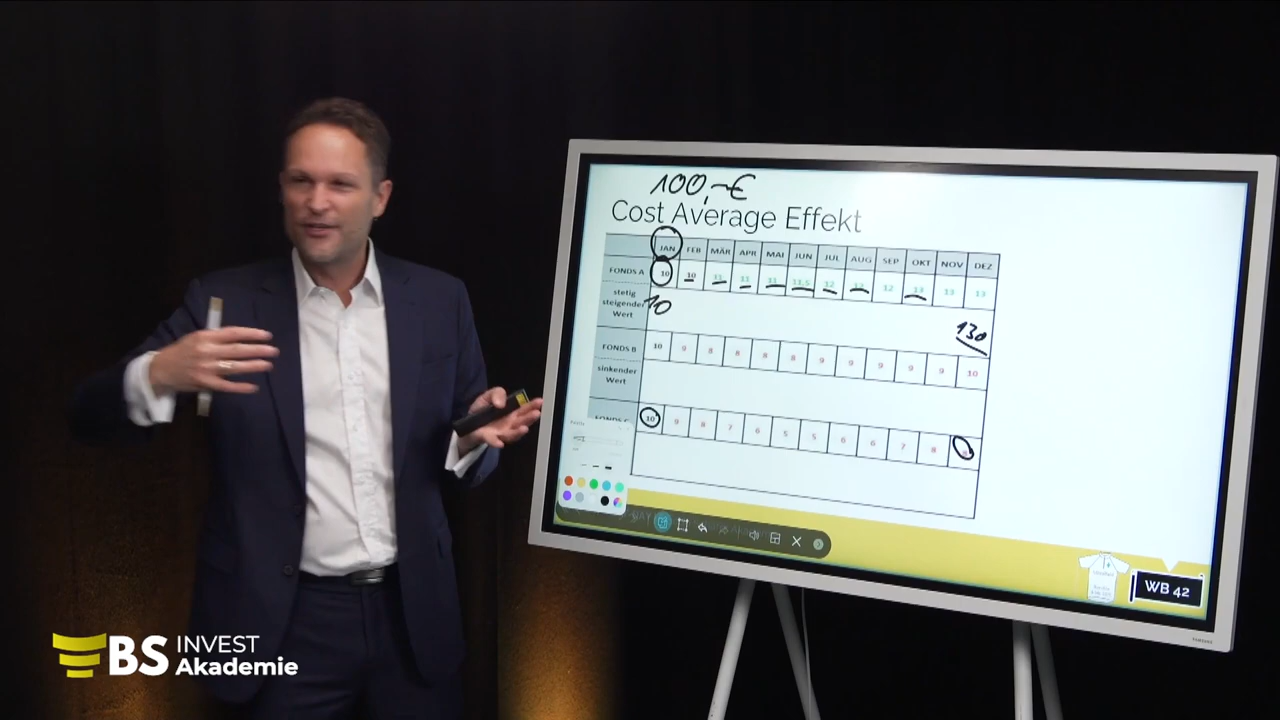 100,-€
Cost Average Effekt
JAN FEB MÄR APR MAI JUN JUL AUG SEP OKT NOV DEZ
FONDS A 10 10 11 11 11 11,5 12 12 12 13 13 13
stetig
steigender
Wert
10
130
FONDS B 10 9 8 8 8 8 9 9 9 9 9 10
sinkender
Wert
10 9 8 7 6 5 5 6 6 7 8
WB 42
BS INVEST
Akademie
SAMSUNG